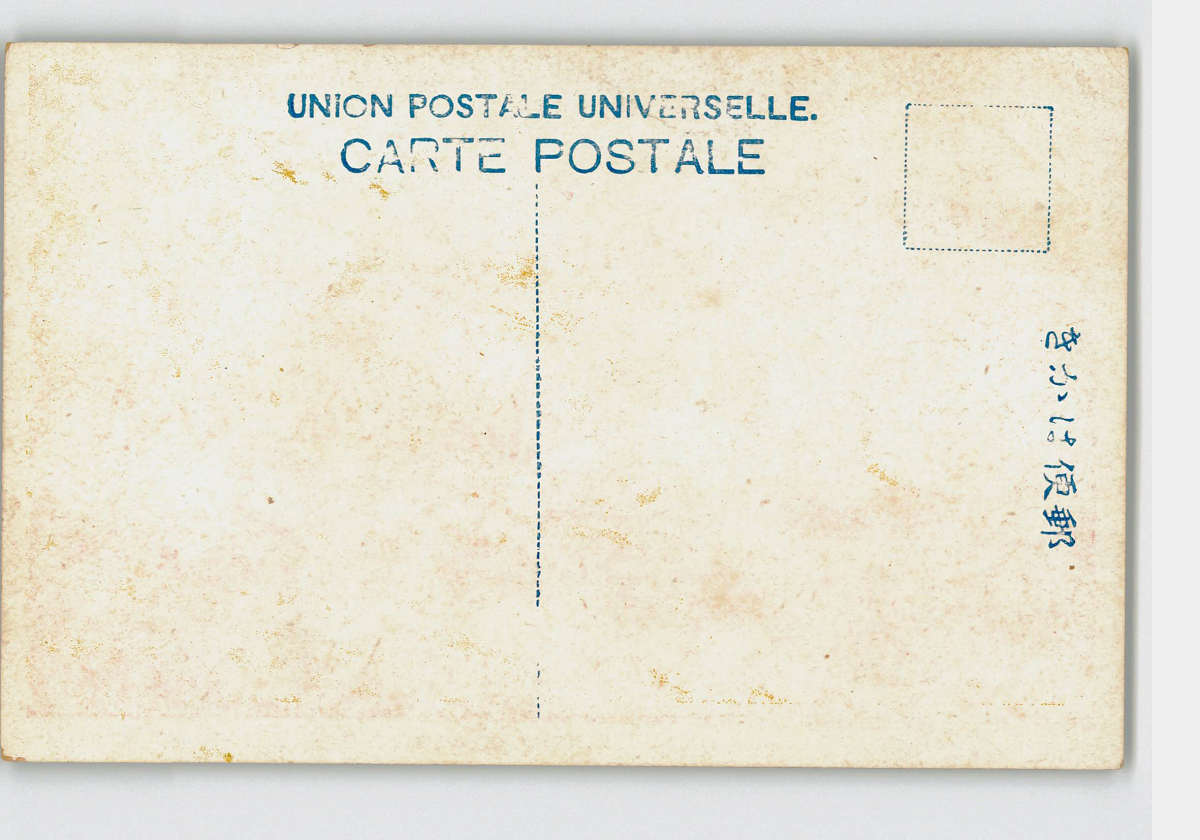 UNION POSTALE UNIVERSELLE.
CARTE POSTALE
郵便はかき